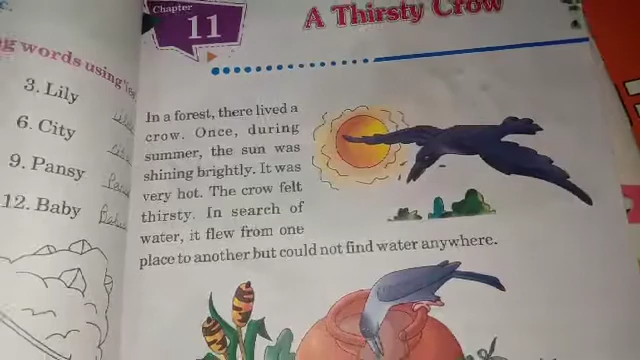 c.
g words using 'ies'
3. Lily
6. City
9. Pansy
12. Baby
Chapter
11
A Thirsty Crow
In a forest, there lived a
crow. Once, during
summer, the sun was
shining brightly. It was
very hot. The crow felt
thirsty. In search of
water, it flew from one
place to another but could not find water anywhere.